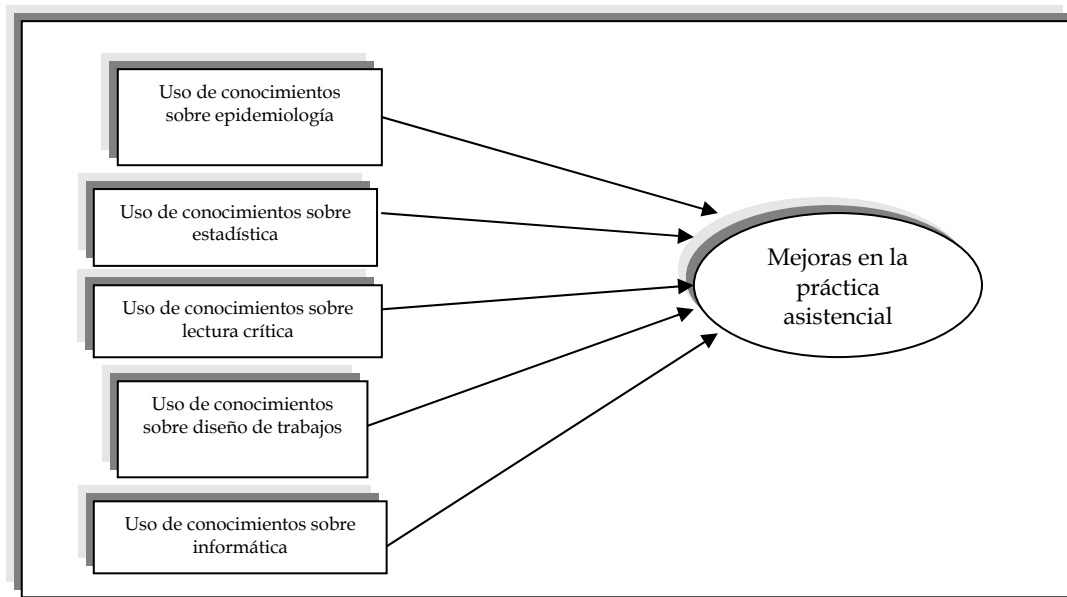 Uso de conocimientos
sobre epidemiología
Uso de conocimientos sobre
estadística
Uso de conocimientos sobre
lectura crítica
Uso de conocimientos
sobre diseño de trabajos
Uso de conocimientos sobre
informática
Mejoras en la
práctica
asistencial